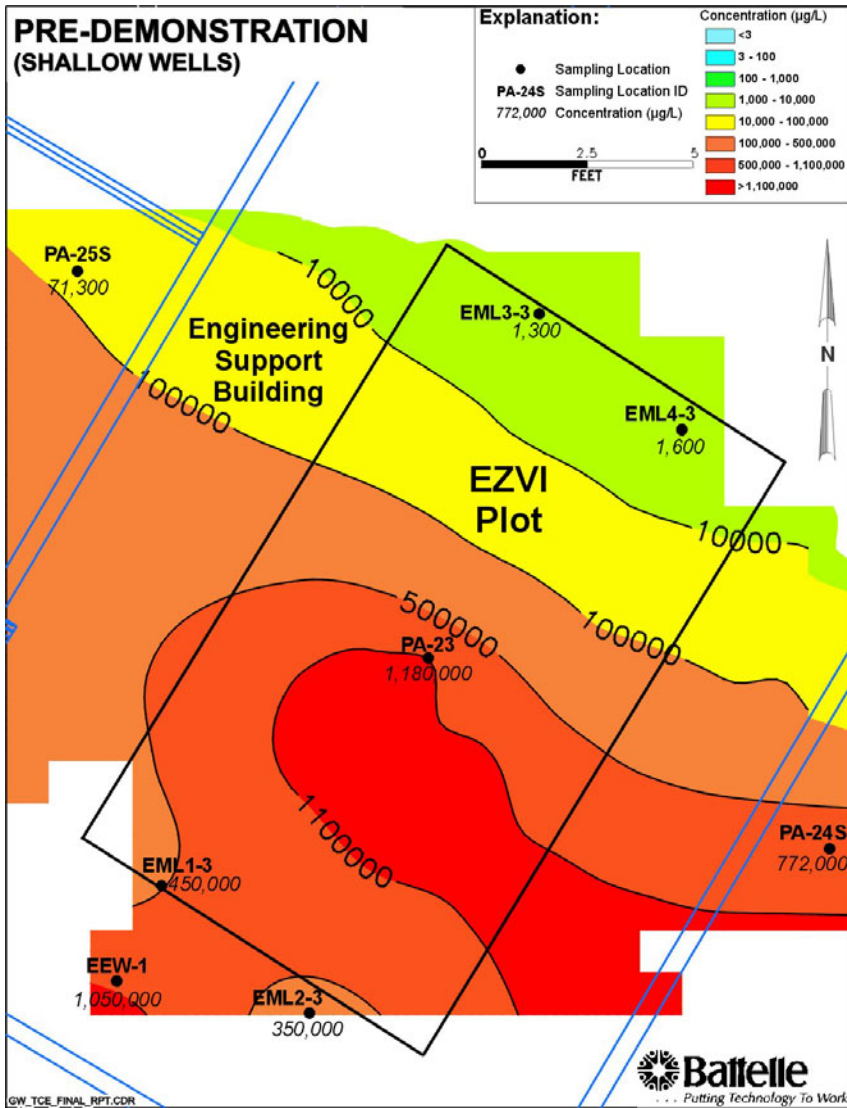 PRE-DEMONSTRATION
(SHALLOW WELLS)
Explanation:
Sampling Location
PA-24S Sampling Location ID
772,000 Concentration (µg/L)
0 2.5 5
FEET
Concentration (µg/L)
<3
3 - 100
100 - 1,000
1,000 - 10,000
10,000 - 100,000
100,000 - 500,000
500,000 - 1,100,000
>1,100,000
PA-25S
71,300
10000
EML3-3
1,300
N
Engineering
Support
Building
100000
EML4-3
1,600
EZVI
Plot
10000
500000
100000
PA-23
1,180,000
1100000
PA-24S
772,000
EML1-3
450,000
EEW-1
1,050,000
EML2-3
350,000
Battelle
. . . Putting Technology To Work
GW_TCE_FINAL_RPT.CDR